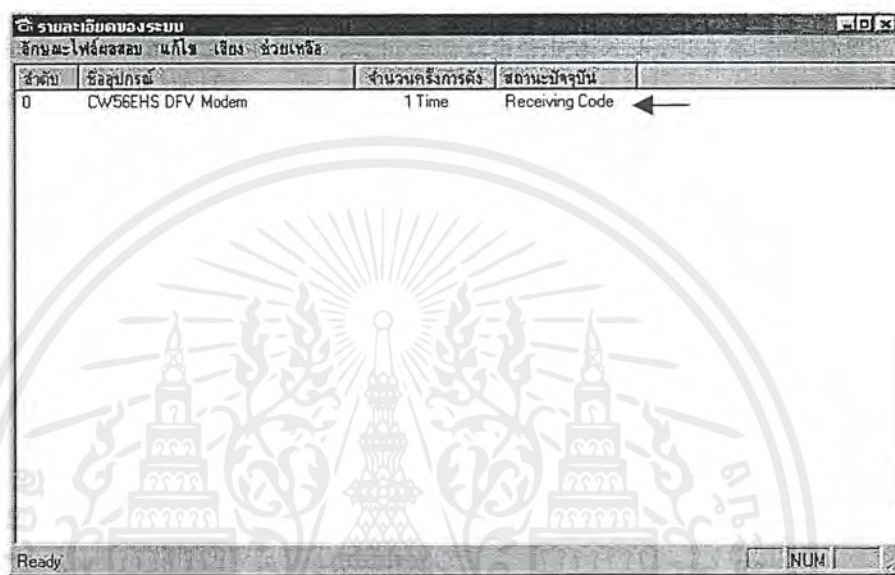 รายละเอียดของระบบ
ลักษณะไฟล์ผลสอบ แก้ไข เสียง ช่วยเหลือ
ลำดับ ชื่ออุปกรณ์ จำนวนครั้งการดัง สถานะปัจจุบัน
0 CW56EHS DFV Modem 1 Time Receiving Code
Ready NUM